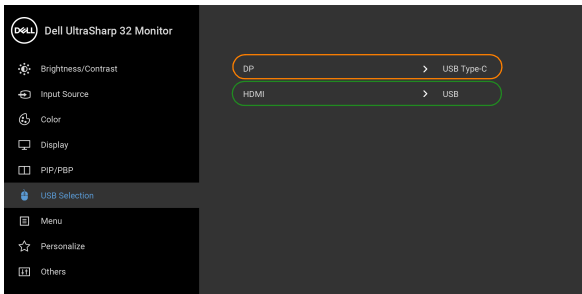 DELL
Dell UltraSharp 32 Monitor
Brightness/Contrast
Input Source
Color
Display
PIP/PBP
USB Selection
Menu
Personalize
Others
DP > USB Type-C
HDMI > USB